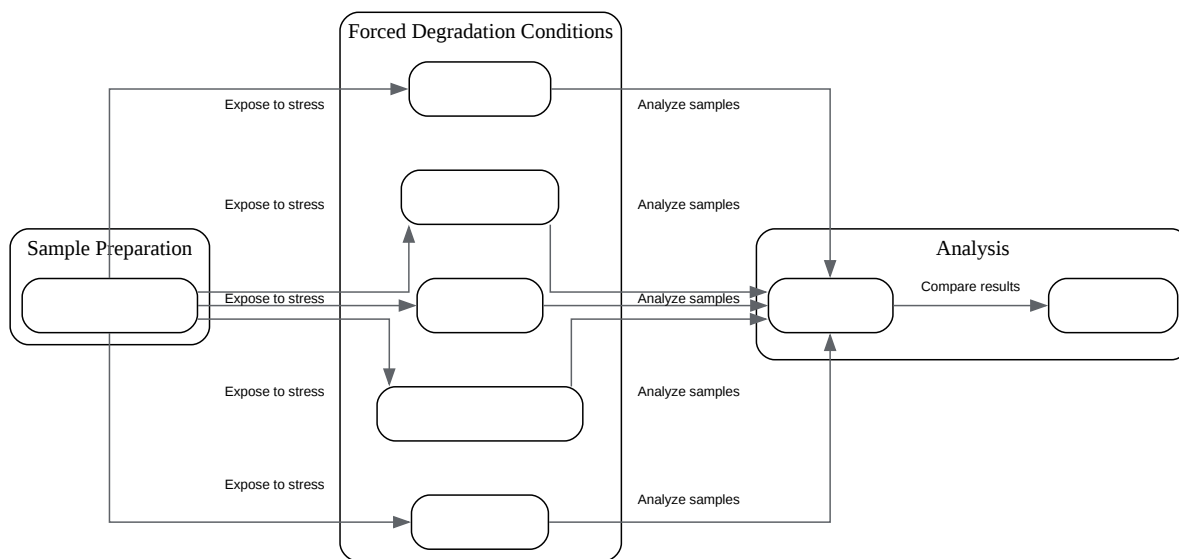 Forced Degradation Conditions
Expose to stress
Analyze samples
Expose to stress
Analyze samples
Sample Preparation
Analysis
Compare results
Expose to stress
Analyze samples
Expose to stress
Analyze samples
Expose to stress
Analyze samples